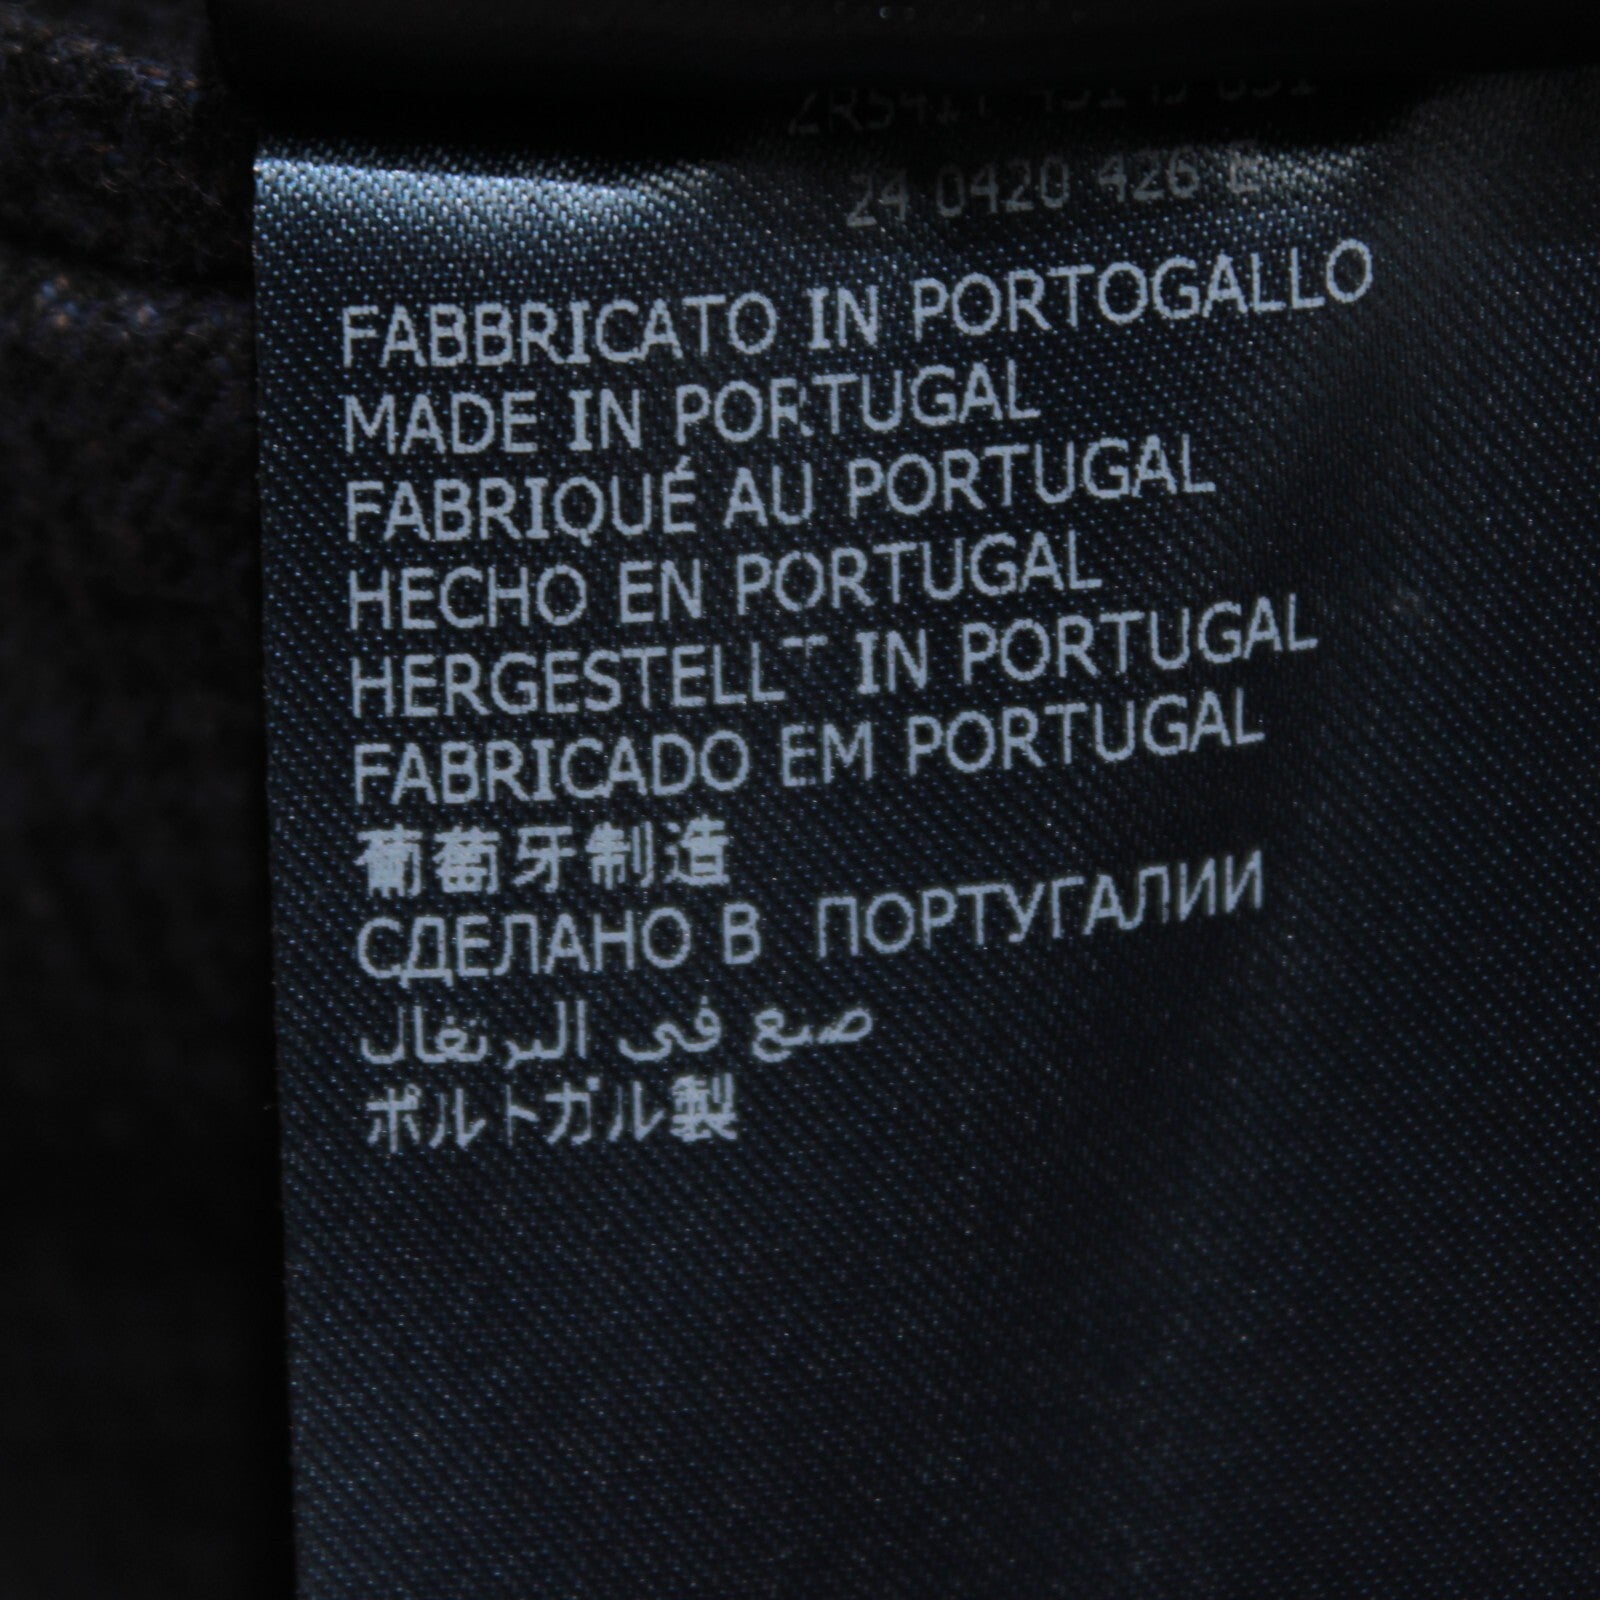 24 0420 426
FABBRICATO IN PORTOGALLO
MADE IN PORTUGAL
FABRIQUÉ AU PORTUGAL
HECHO EN PORTUGAL
HERGESTELLT IN PORTUGAL
FABRICADO EM PORTUGAL
葡萄牙制造
СДЕЛАНО В ПОРТУГАЛИИ
صنع في البرتغال
ポルトガル製